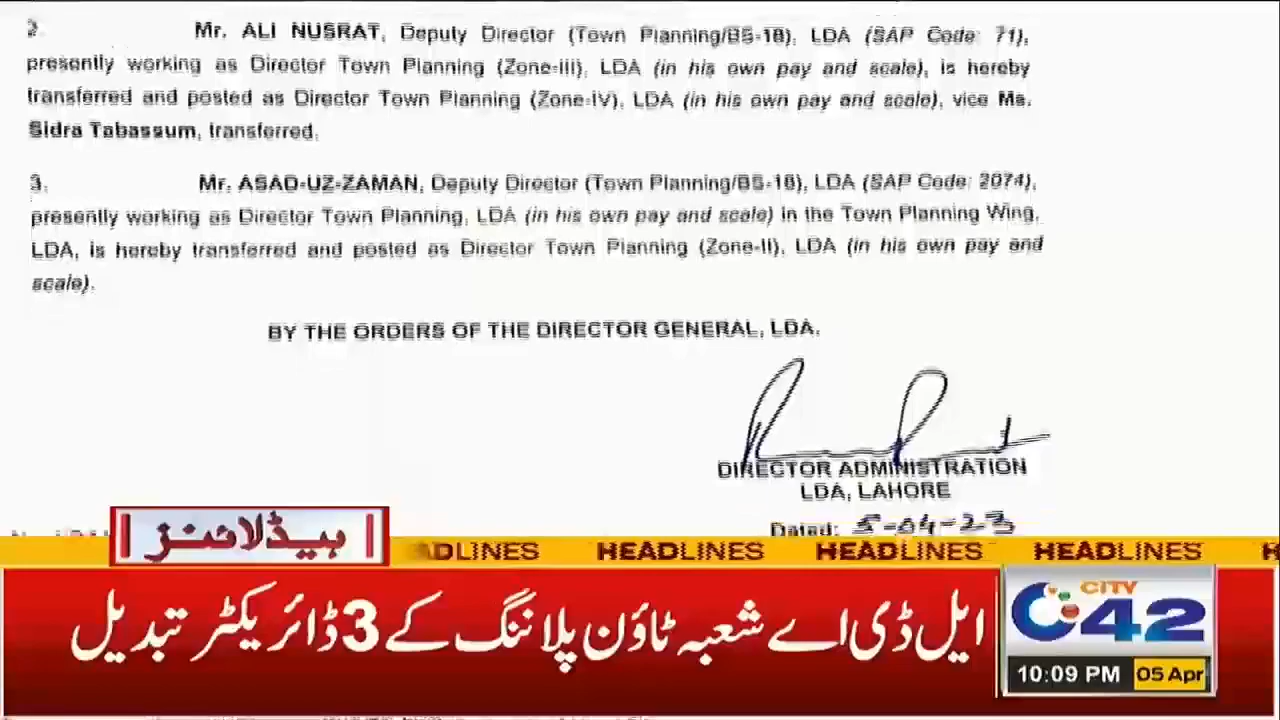 2. Mr. ALI NUSRAT, Deputy Director (Town Planning/BS-18), LDA (SAP Code: 71),
presently working as Director Town Planning (Zone-III), LDA (in his own pay and scale), is hereby
transferred and posted as Director Town Planning (Zone-IV), LDA (in his own pay and scale), vice Ms.
Sidra Tabassum, transferred.
3. Mr. ASAD-UZ-ZAMAN, Deputy Director (Town Planning/BS-18), LDA (SAP Code: 2074),
presently working as Director Town Planning, LDA (in his own pay and scale) in the Town Planning Wing,
LDA, is hereby transferred and posted as Director Town Planning (Zone-II), LDA (in his own pay and
scale).
BY THE ORDERS OF THE DIRECTOR GENERAL, LDA.
DIRECTOR ADMINISTRATION
LDA, LAHORE
Dated: 5-04-23
ہیڈلائنز
ADLINES HEADLINES HEADLINES HEADLINES H
ایل ڈی اے شعبہ ٹاؤن پلاننگ کے 3 ڈائریکٹر تبدیل
CITY
42
10:09 PM 05 Apr